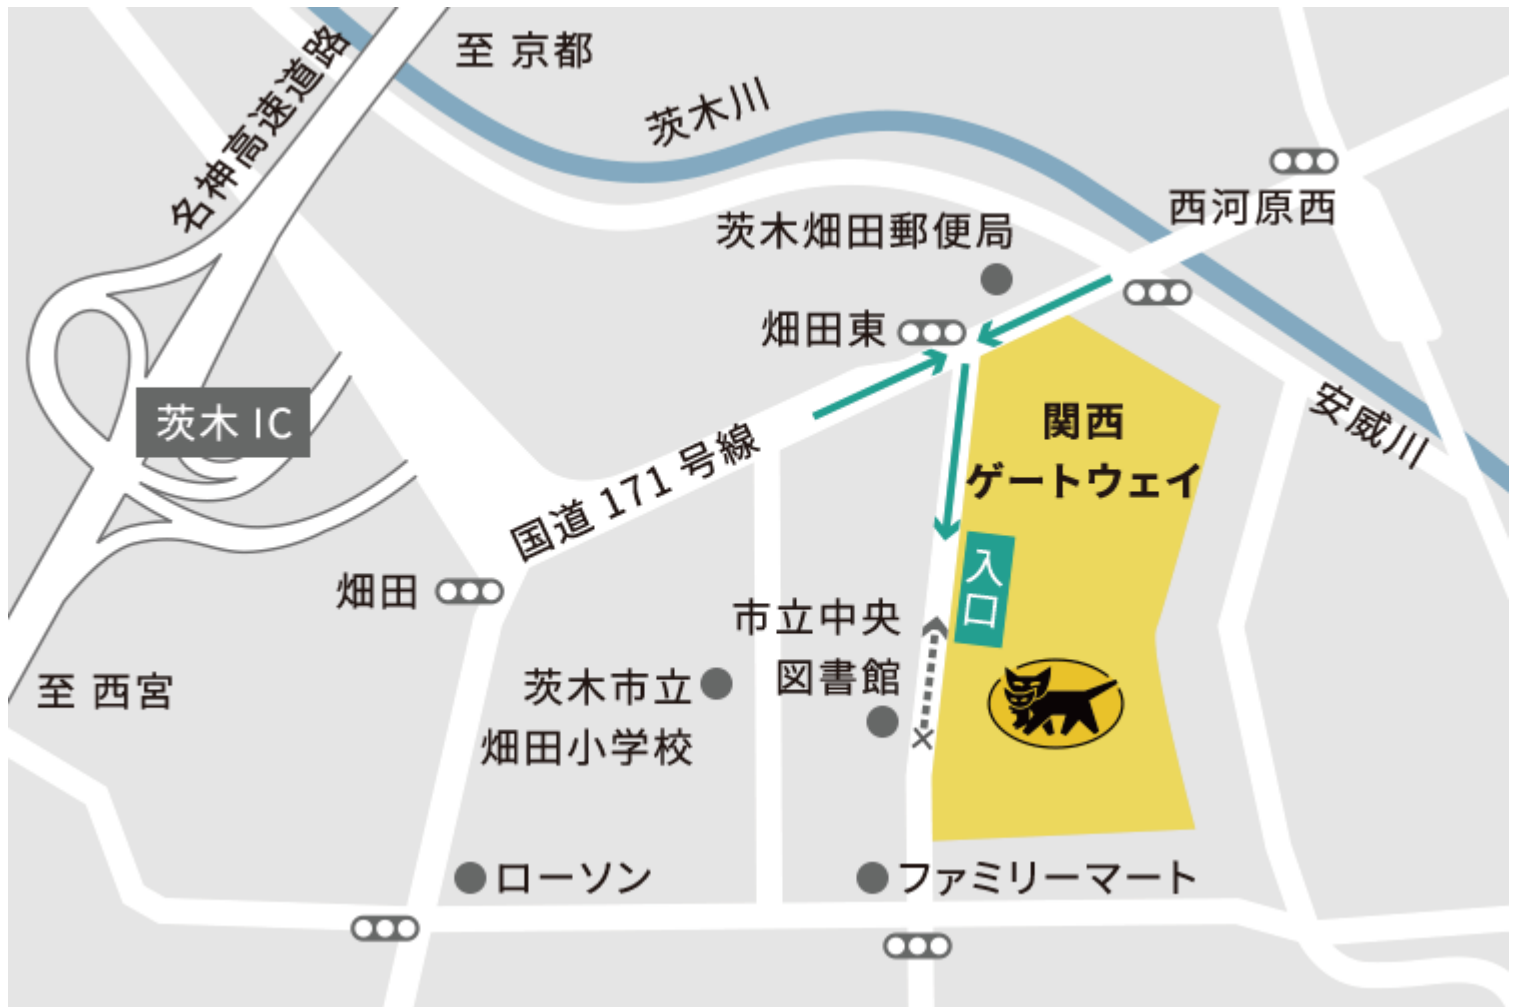 至 京都
名神高速道路
茨木川
西河原西
茨木畑田郵便局
畑田東
茨木 IC
関西
ゲートウェイ
安威川
国道 171 号線
入口
畑田
市立中央
図書館
至 西宮
茨木市立
畑田小学校
ローソン
ファミリーマート